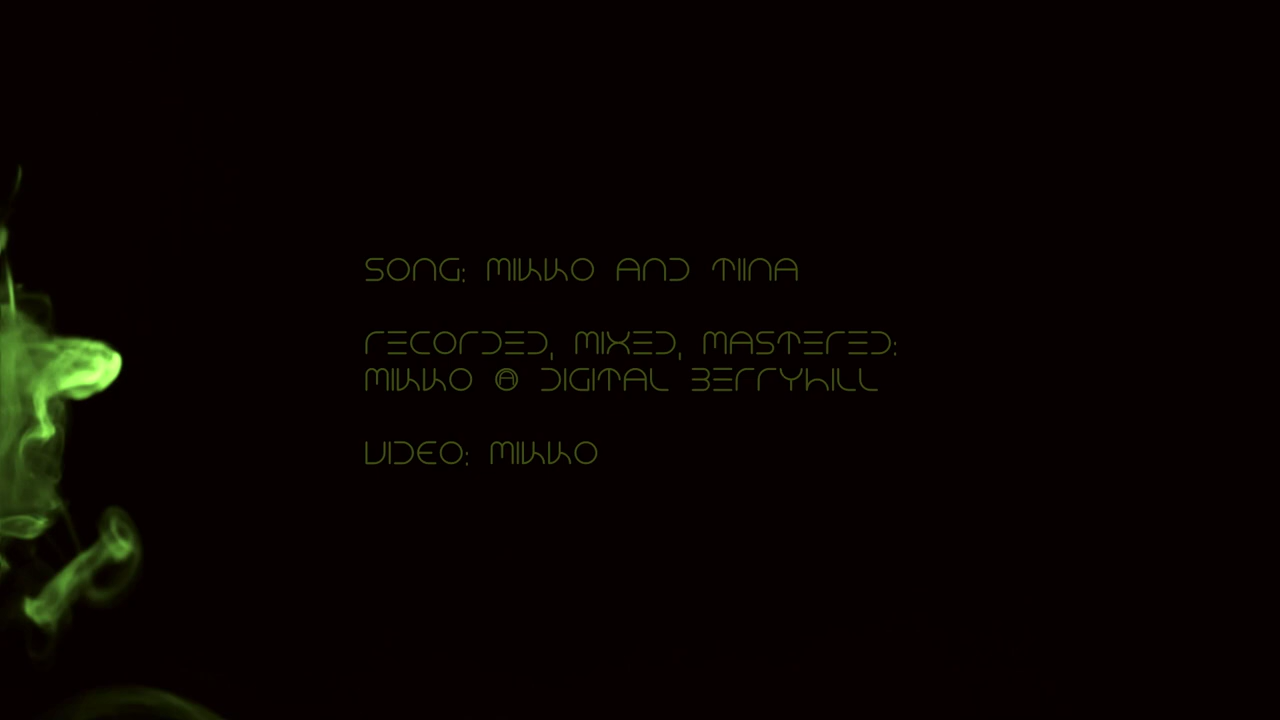 SONG: MIKKO AND TIINA
RECORDED, MIXED, MASTERED:
MIKKO @ DIGITAL BERRYHILL
VIDEO: MIKKO